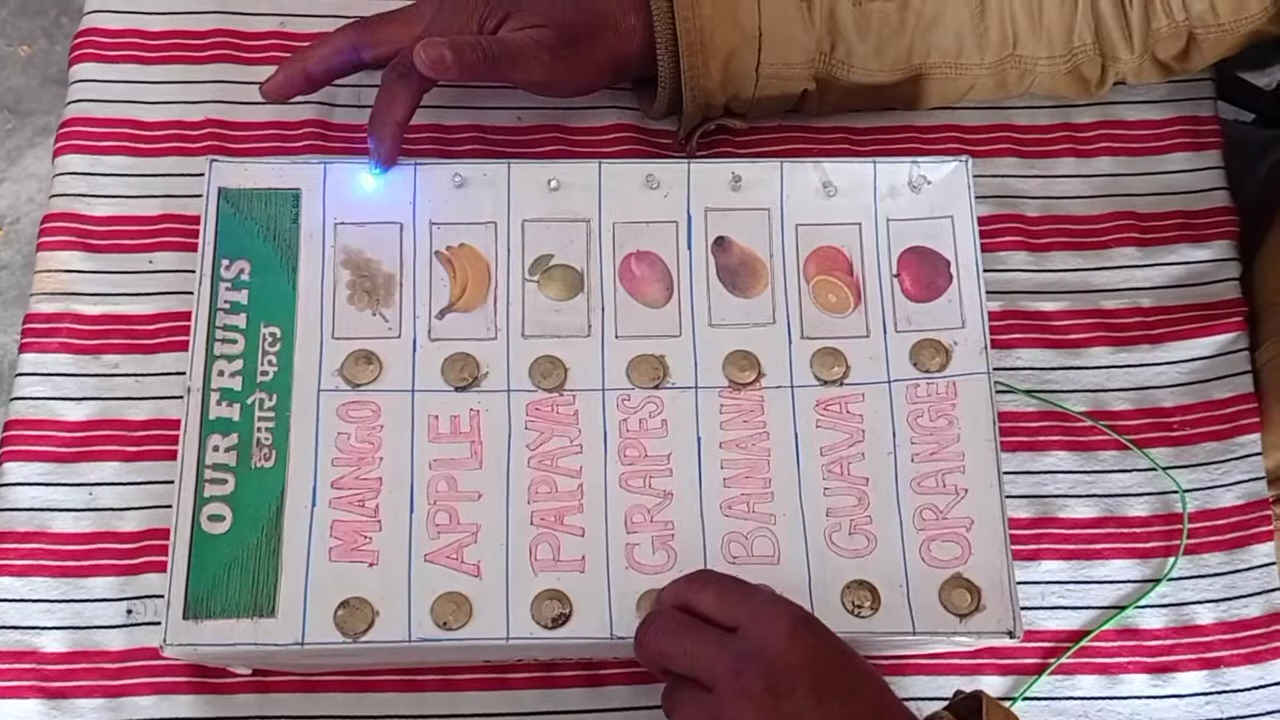 OUR FRUITS
हमारे फल
MANGO
APPLE
PAPAYA
GRAPES
BANANA
GUAVA
ORANGE